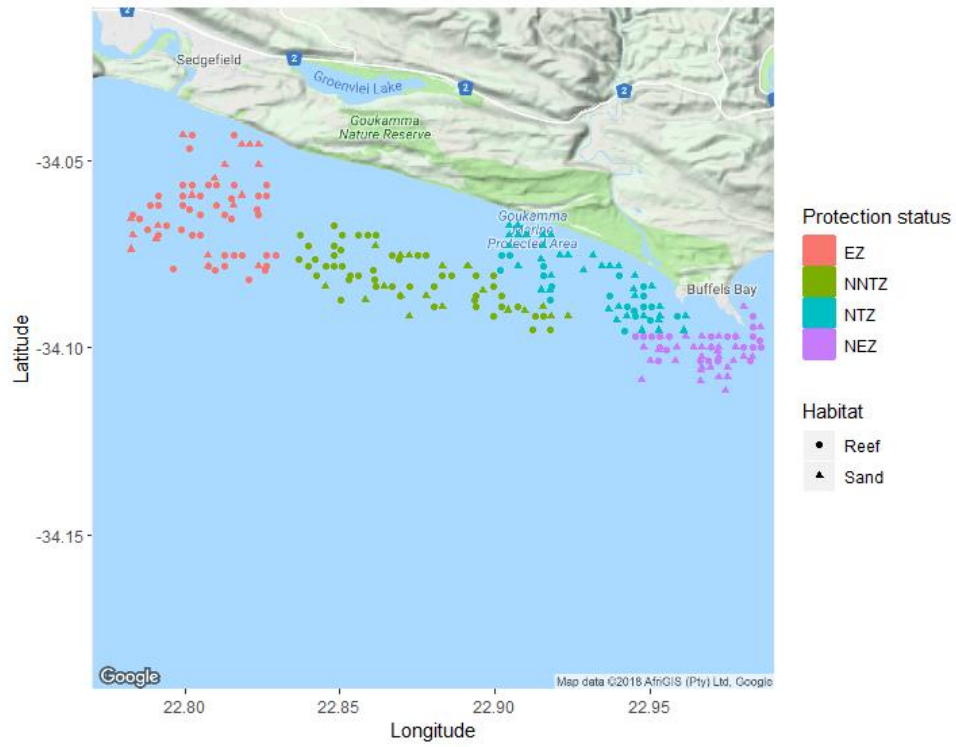 2
Sedgefield
2
Groenvlei Lake
2
2
Goukamma
Nature Reserve
Goukamma
Marine
Protected Area
Buffels Bay
-34.05
-34.10
-34.15
Latitude
Google
Map data ©2018 AfriGIS (Pty) Ltd, Google
22.80
22.85
22.90
22.95
Longitude
Protection status
EZ
NNTZ
NTZ
NEZ
Habitat
Reef
Sand